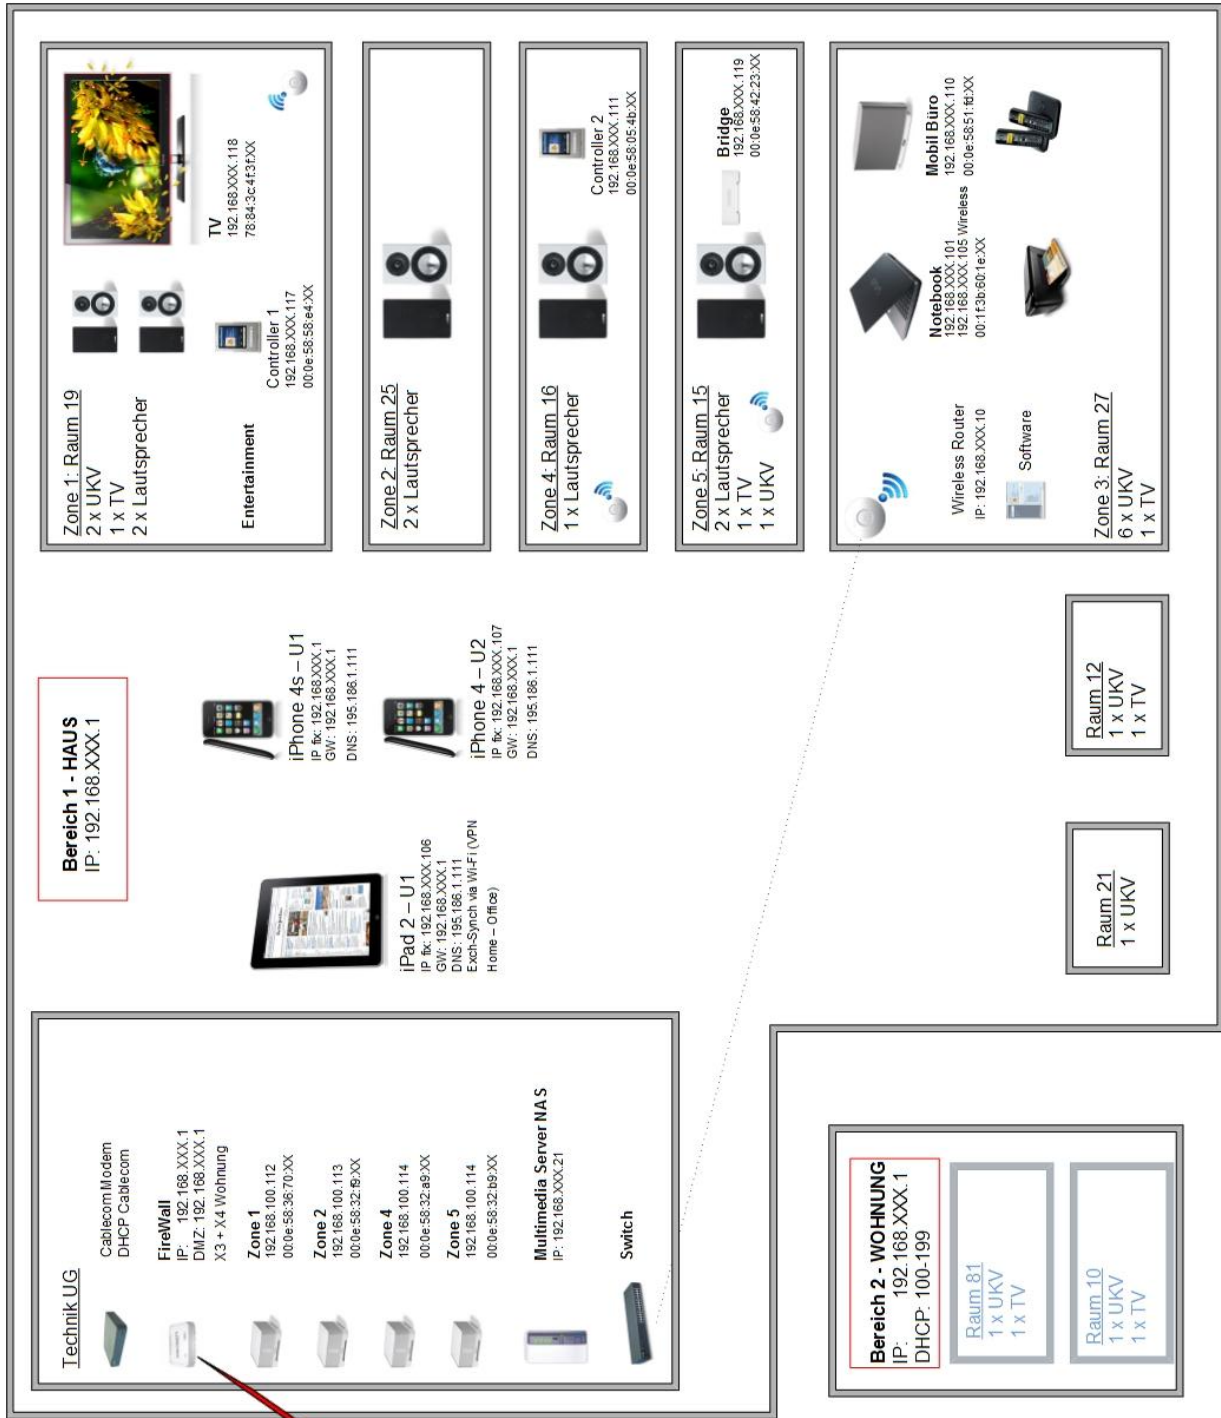 Technik UG
Cablecom Modem
DHCP Cablecom
FireWall
IP: 192.168.XXX.1
DMZ: 192.168.XXX.1
X3 + X4 Wohnung
Zone 1
192.168.100.112
00:0e:58:36:70:XX
Zone 2
192.168.100.113
00:0e:58:32:f9:XX
Zone 4
192.168.100.114
00:0e:58:32:a9:XX
Zone 5
192.168.100.114
00:0e:58:32:b9:XX
Multimedia Server NAS
IP: 192.168.XXX.21
Switch
Bereich 1 - HAUS
IP: 192.168.XXX.1
iPad 2 – U1
IP fix: 192.168.XXX.106
GW: 192.168.XXX.1
DNS: 195.186.1.111
Exch-Synch via Wi-Fi (VPN
Home – Office)
iPhone 4s – U1
IP fix: 192.168.XXX.1
GW: 192.168.XXX.1
DNS: 195.186.1.111
iPhone 4 – U2
IP fix: 192.168.XXX.107
GW: 192.168.XXX.1
DNS: 195.186.1.111
Zone 1: Raum 19
2 x UKV
1 x TV
2 x Lautsprecher
Entertainment
Controller 1
192.168.XXX.117
00:0e:58:58:e4:XX
TV
192.168.XXX.118
78:84:3c:4f:3f:XX
Zone 2: Raum 25
2 x Lautsprecher
Zone 4: Raum 16
1 x Lautsprecher
Controller 2
192.168.XXX.111
00:0e:58:05:4b:XX
Zone 5: Raum 15
2 x Lautsprecher
1 x TV
1 x UKV
Bridge
192.168.XXX.119
00:0e:58:42:23:XX
Wireless Router
IP: 192.168.XXX.10
Software
Notebook
192.168.XXX.101
192.168.XXX.105 Wireless
00:1f:3b:60:1e:XX
Mobil Büro
192.168.XXX.110
00:0e:58:51:fd:XX
Zone 3: Raum 27
6 x UKV
1 x TV
Raum 21
1 x UKV
Raum 12
1 x UKV
1 x TV
Bereich 2 - WOHNUNG
IP: 192.168.XXX.1
DHCP: 100-199
Raum 81
1 x UKV
1 x TV
Raum 10
1 x UKV
1 x TV